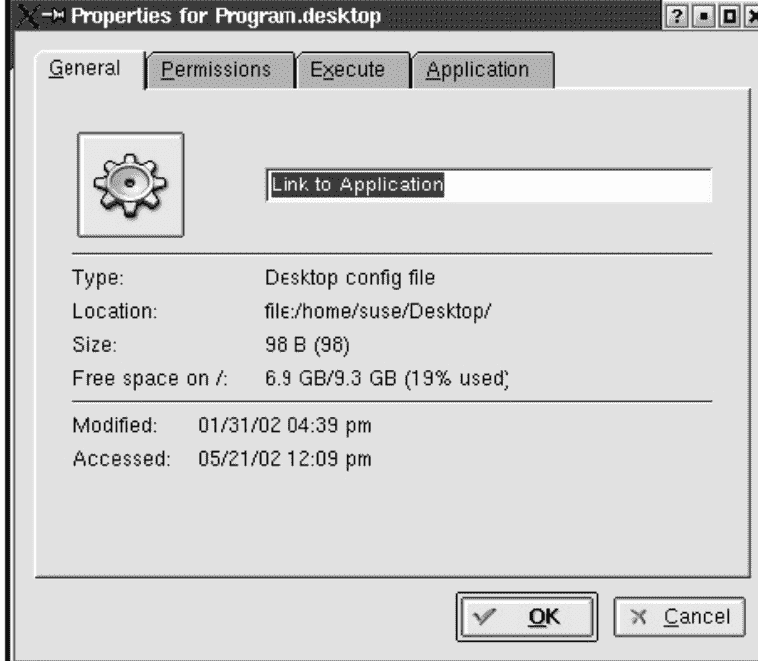 Properties for Program.desktop
General Permissions Execute Application
Link to Application
Type: Desktop config file
Location: file:/home/suse/Desktop/
Size: 98 B (98)
Free space on /: 6.9 GB/9.3 GB (19% used)
Modified: 01/31/02 04:39 pm
Accessed: 05/21/02 12:09 pm
OK Cancel